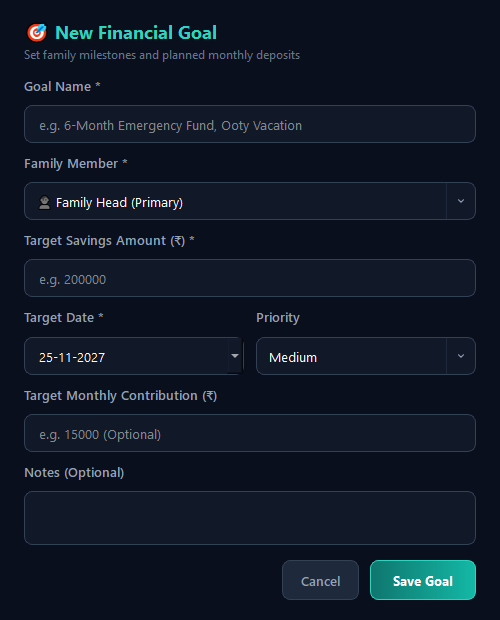 New Financial Goal
Set family milestones and planned monthly deposits
Goal Name *
e.g. 6-Month Emergency Fund, Ooty Vacation
Family Member *
Family Head (Primary)
Target Savings Amount (₹) *
e.g. 200000
Target Date *
Priority
25-11-2027
Medium
Target Monthly Contribution (₹)
e.g. 15000 (Optional)
Notes (Optional)
Cancel
Save Goal